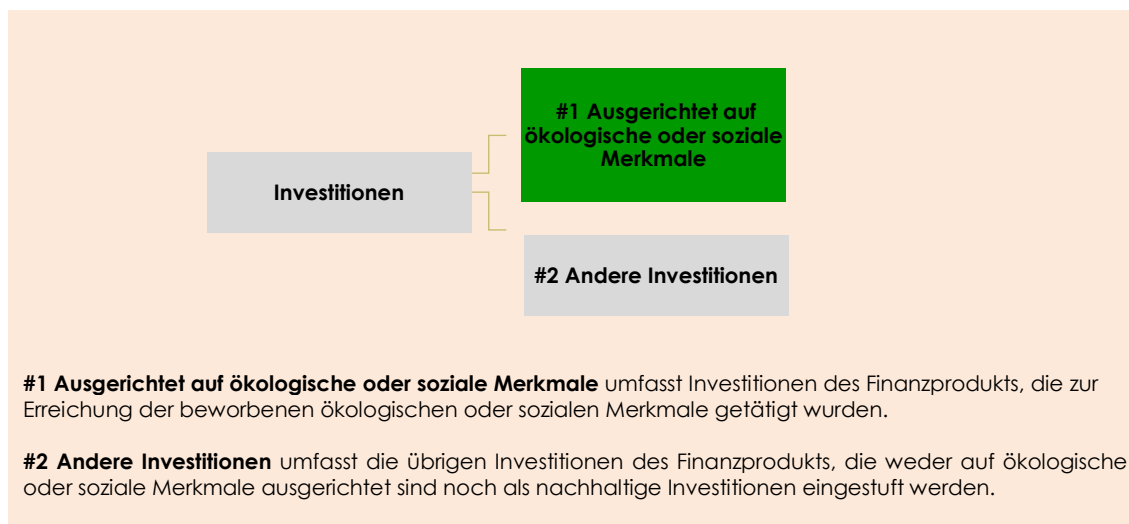 #1 Ausgerichtet auf
ökologische oder soziale
Merkmale
Investitionen
#2 Andere Investitionen
#1 Ausgerichtet auf ökologische oder soziale Merkmale umfasst Investitionen des Finanzprodukts, die zur
Erreichung der beworbenen ökologischen oder sozialen Merkmale getätigt wurden.
#2 Andere Investitionen umfasst die übrigen Investitionen des Finanzprodukts, die weder auf ökologische
oder soziale Merkmale ausgerichtet sind noch als nachhaltige Investitionen eingestuft werden.